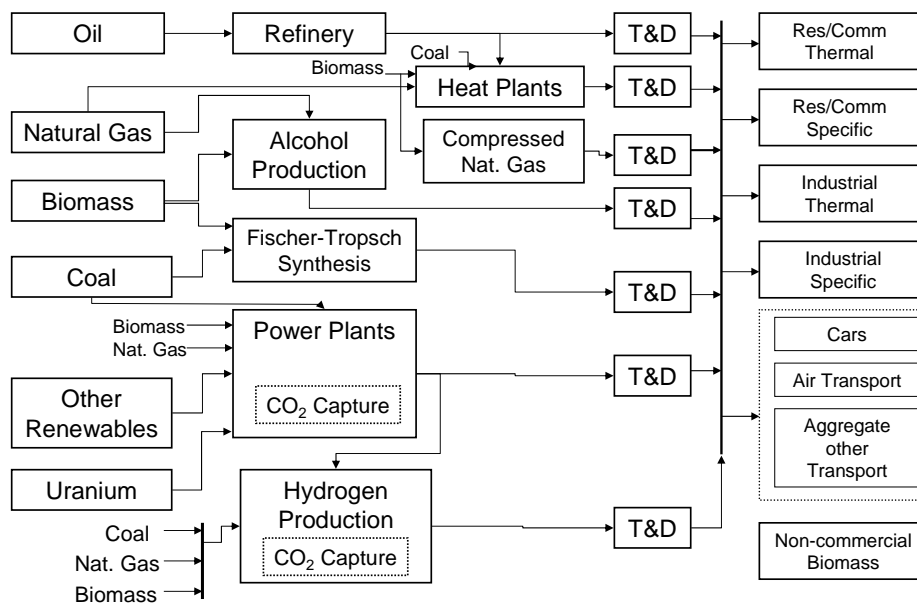 Oil
Refinery
T&D
Res/Comm
Thermal
Coal
Biomass
Heat Plants
T&D
Natural Gas
Alcohol
Production
Compressed
Nat. Gas
T&D
Res/Comm
Specific
Biomass
T&D
Industrial
Thermal
Fischer-Tropsch
Synthesis
Coal
T&D
Industrial
Specific
Biomass
Nat. Gas
Power Plants
CO₂ Capture
T&D
Cars
Air Transport
Aggregate
other
Transport
Other
Renewables
Uranium
Hydrogen
Production
CO₂ Capture
T&D
Coal
Nat. Gas
Biomass
Non-commercial
Biomass